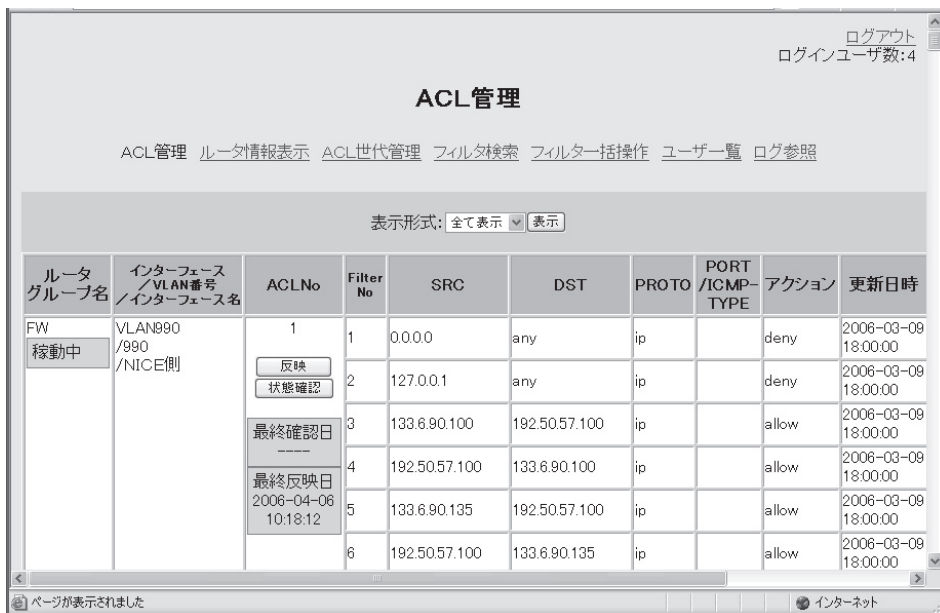 ログアウト
ログインユーザ数:4
ACL管理
ACL管理 ルータ情報表示 ACL世代管理 フィルタ検索 フィルター括操作 ユーザ一覧 ログ参照
表示形式: 全て表示 表示
ルータ
グループ名
インターフェース
/VLAN番号
/インターフェース名
ACLNo
Filter
No
SRC
DST
PROTO
PORT
/ICMP-
TYPE
アクション
更新日時
FW
稼動中
VLAN990
/990
/NICE側
1
反映
状態確認
最終確認日
----
最終反映日
2006-04-06
10:18:12
1 0.0.0.0 any ip deny 2006-03-09
18:00:00
2 127.0.0.1 any ip deny 2006-03-09
18:00:00
3 133.6.90.100 192.50.57.100 ip allow 2006-03-09
18:00:00
4 192.50.57.100 133.6.90.100 ip allow 2006-03-09
18:00:00
5 133.6.90.135 192.50.57.100 ip allow 2006-03-09
18:00:00
6 192.50.57.100 133.6.90.135 ip allow 2006-03-09
18:00:00
ページが表示されました
インターネット